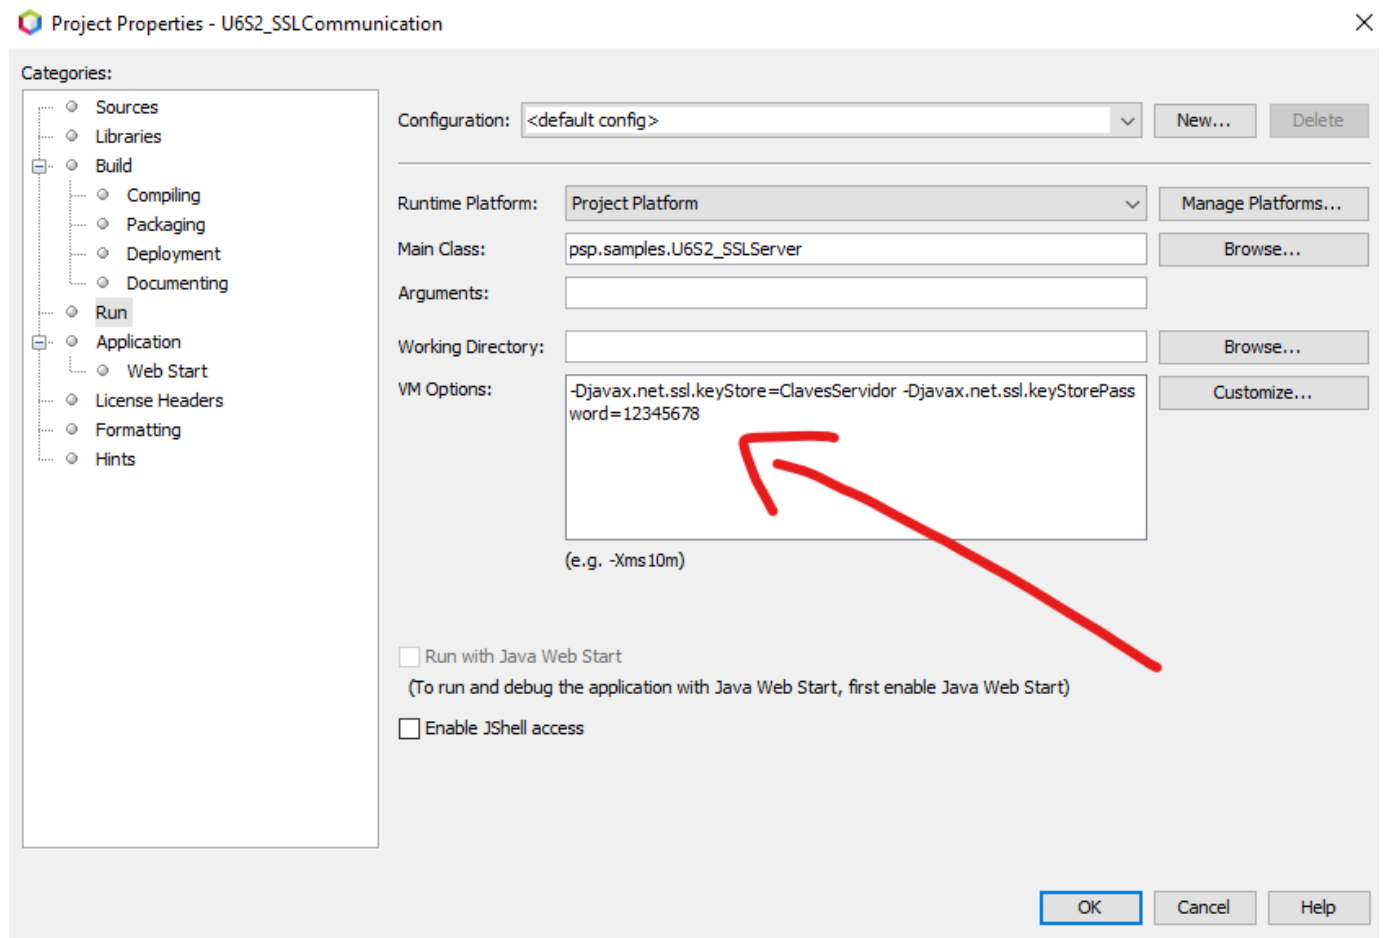 Project Properties - U6S2_SSLCommunication
Categories:
Sources
Libraries
Build
Compiling
Packaging
Deployment
Documenting
Run
Application
Web Start
License Headers
Formatting
Hints
Configuration: <default config> New... Delete
Runtime Platform: Project Platform Manage Platforms...
Main Class: psp.samples.U6S2_SSLServer Browse...
Arguments:
Working Directory: Browse...
VM Options: -Djavax.net.ssl.keyStore=ClavesServidor -Djavax.net.ssl.keyStorePass Customize...
word=12345678
(e.g. -Xms10m)
Run with Java Web Start
(To run and debug the application with Java Web Start, first enable Java Web Start)
Enable JShell access
OK Cancel Help